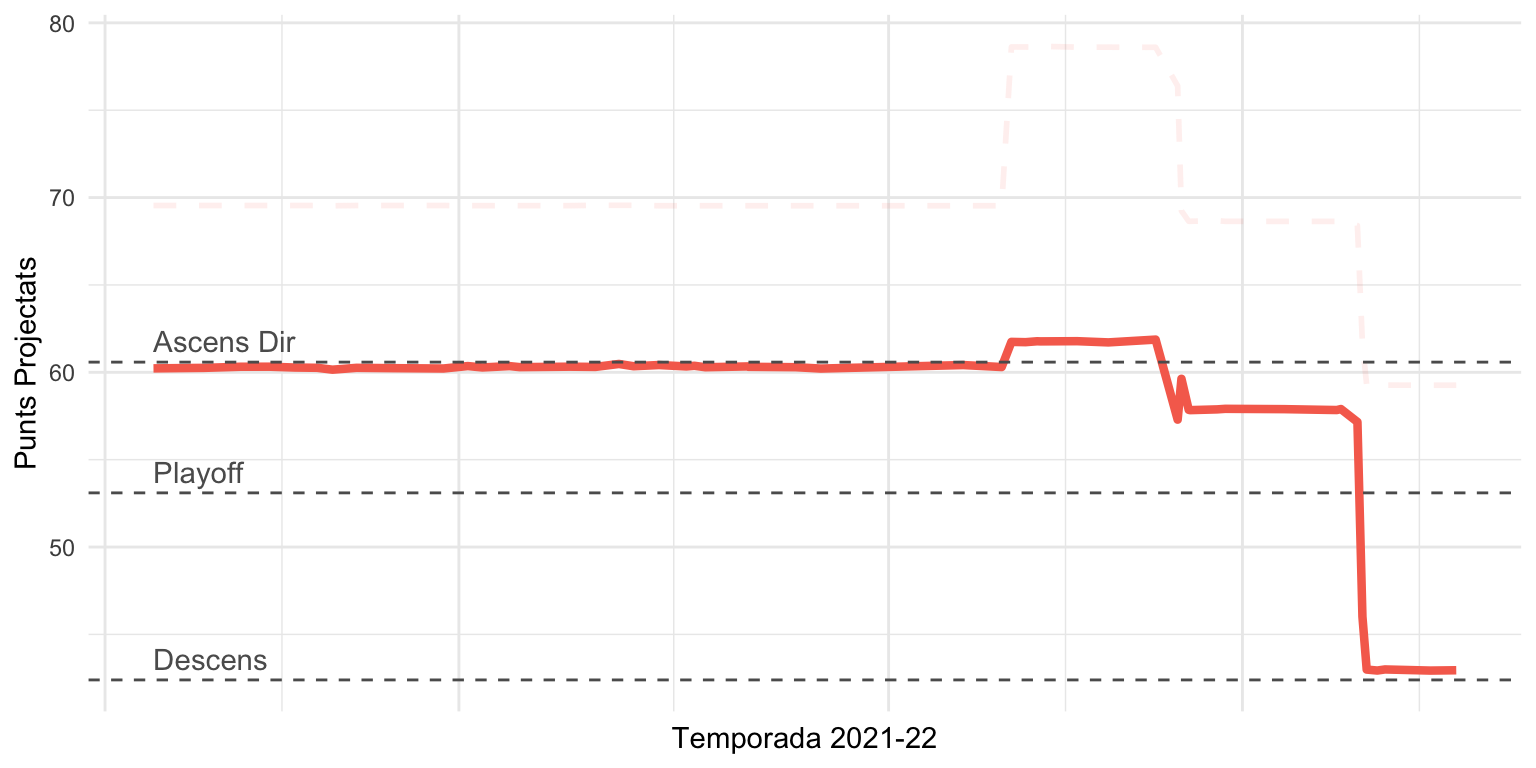 80
70
60
50
Punts Projectats
Ascens Dir
Playoff
Descens
Temporada 2021-22